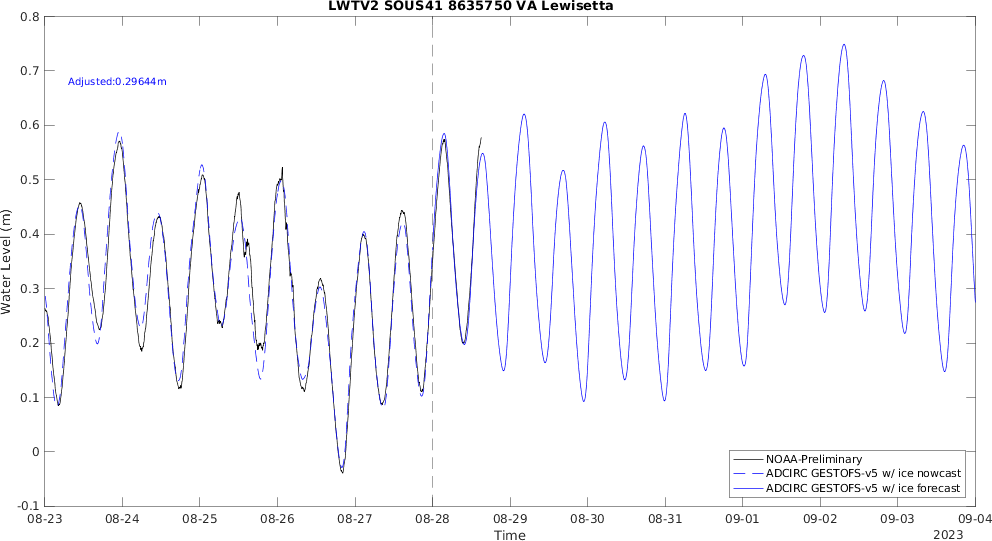 LWTV2 SOUS41 8635750 VA Lewisetta
0.8
0.7
0.6
0.5
0.4
0.3
0.2
0.1
0
-0.1
Water Level (m)
Adjusted:0.29644m
NOAA-Preliminary
ADCIRC GESTOFS-v5 w/ ice nowcast
ADCIRC GESTOFS-v5 w/ ice forecast
08-23 08-24 08-25 08-26 08-27 08-28 08-29 08-30 08-31 09-01 09-02 09-03 09-04
Time
2023